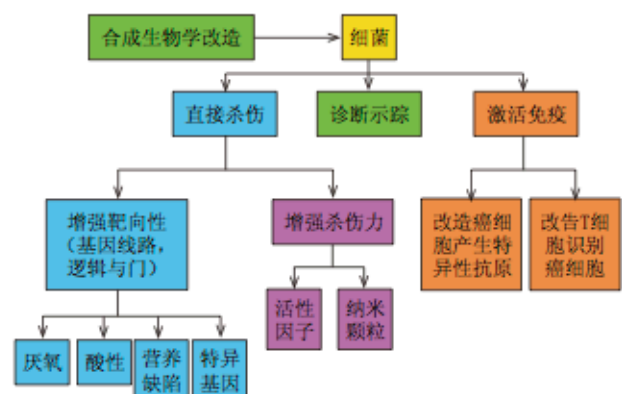 合成生物学改造
细菌
直接杀伤
诊断示踪
激活免疫
增强靶向性
(基因线路,
逻辑与门)
增强杀伤力
改造癌细
胞产生特
异性抗原
改告T细
胞识别
癌细胞
活性
因子
纳米
颗粒
厌氧
酸性
营养
缺陷
特异
基因